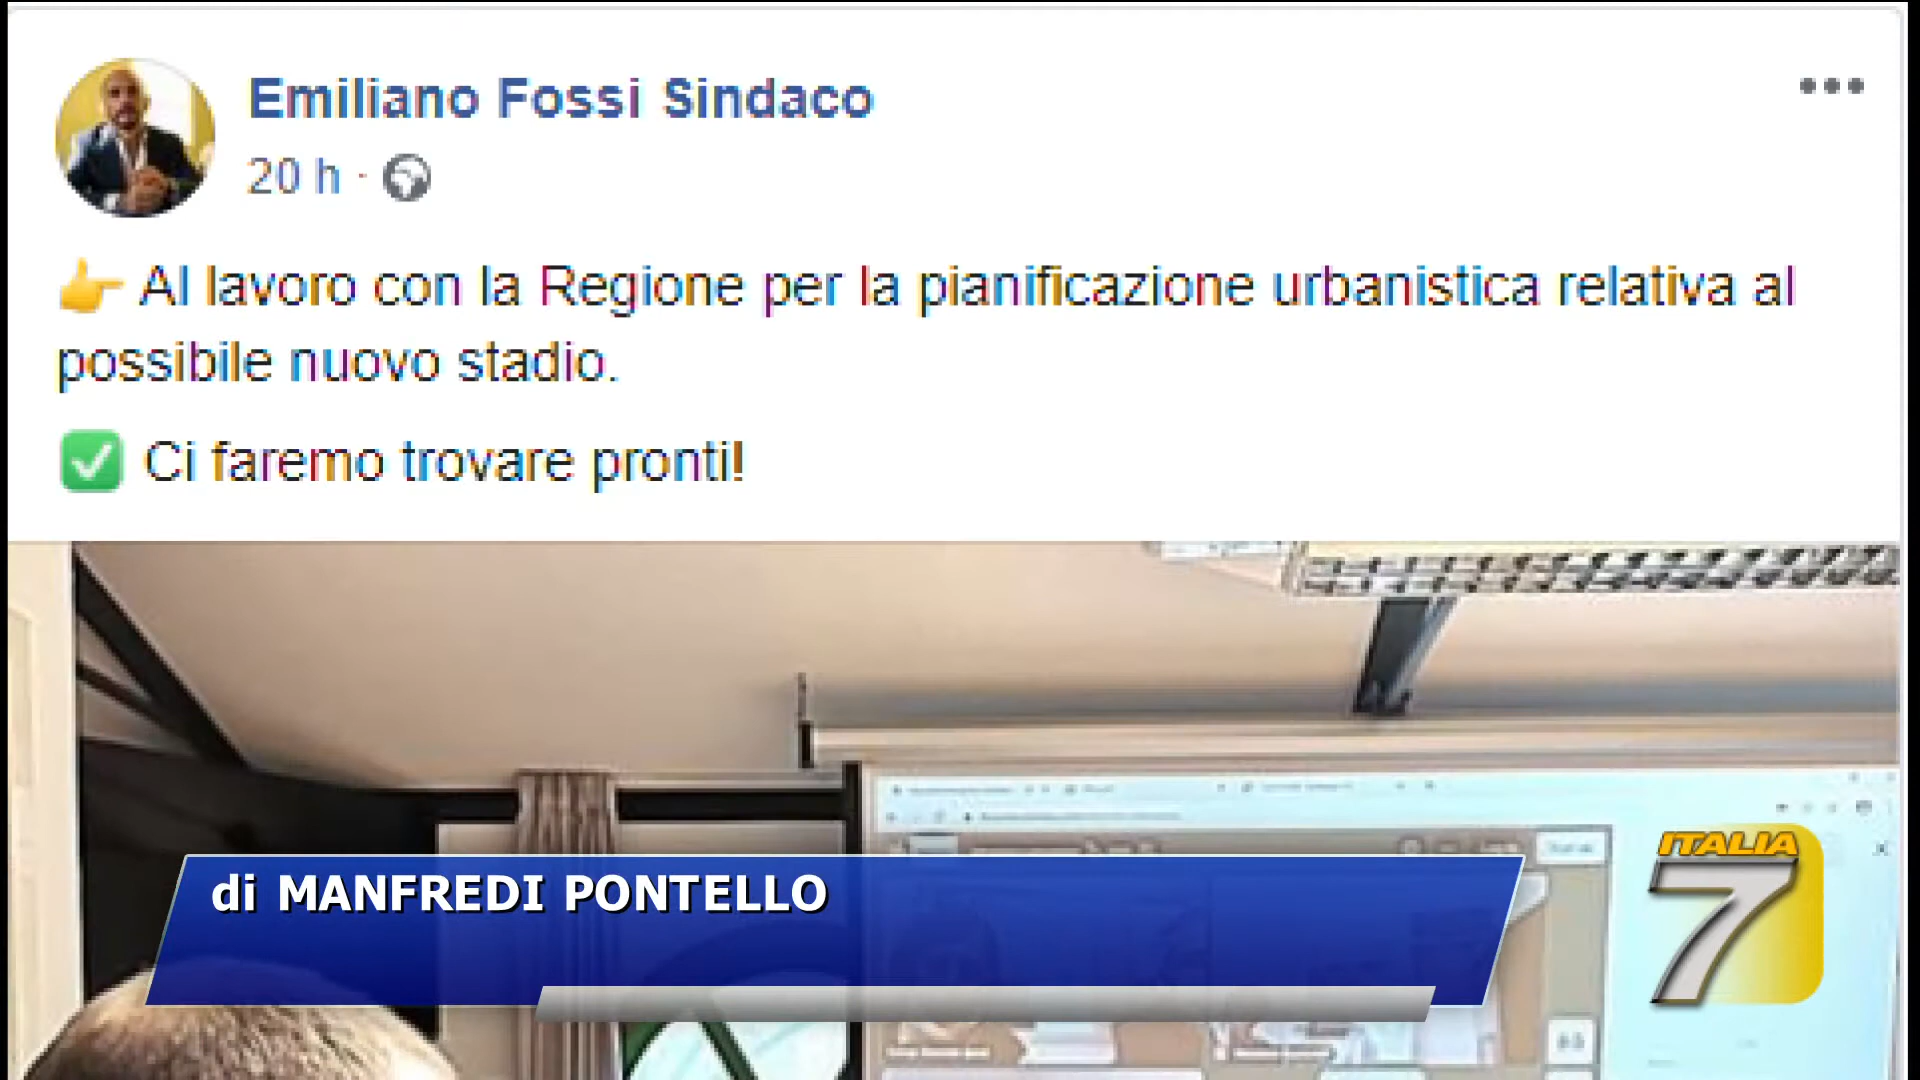 Emiliano Fossi Sindaco
20 h ·
👉 Al lavoro con la Regione per la pianificazione urbanistica relativa al
possibile nuovo stadio.
✅ Ci faremo trovare pronti!
di MANFREDI PONTELLO
ITALIA
7